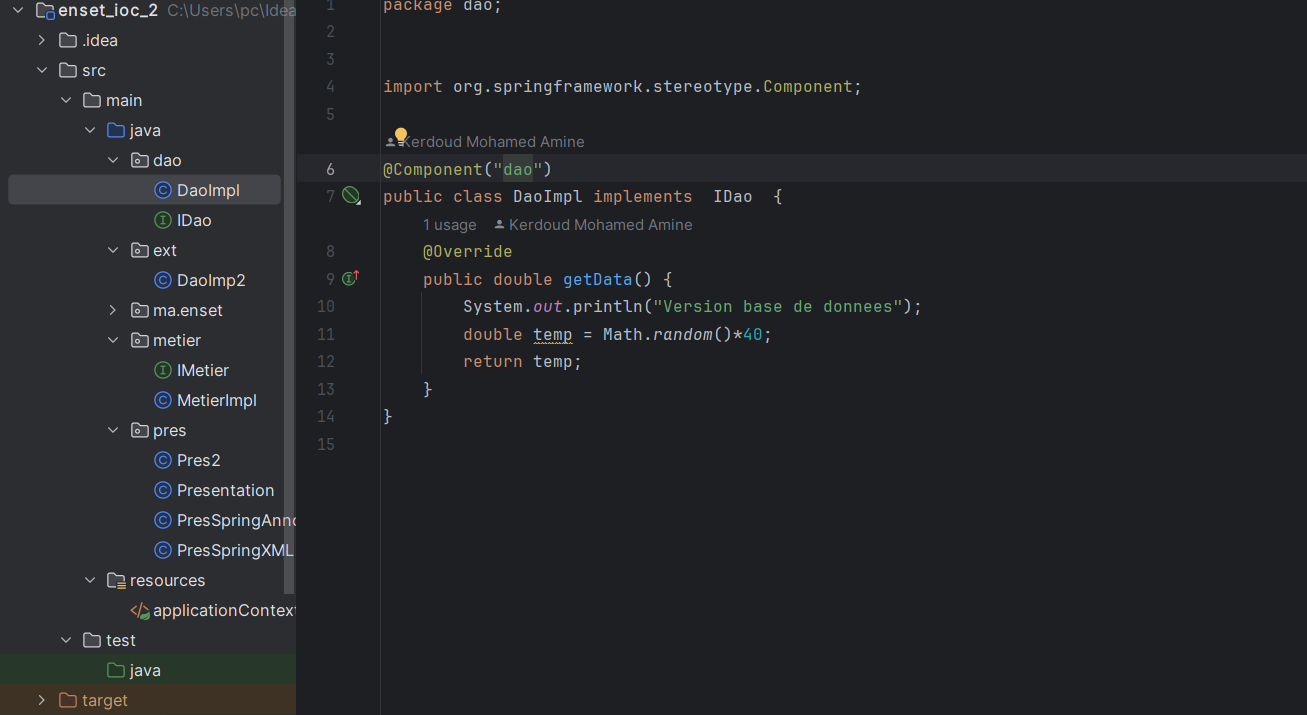 enset_ioc_2 C:\Users\pc\Idea
.idea
src
main
java
dao
DaoImpl
IDao
ext
DaoImp2
ma.enset
metier
IMetier
MetierImpl
pres
Pres2
Presentation
PresSpringAnno
PresSpringXML
resources
applicationContext
test
java
target
1 package dao;
2
3
4 import org.springframework.stereotype.Component;
5
Kerdoud Mohamed Amine
6 @Component("dao")
7 public class DaoImpl implements IDao {
1 usage Kerdoud Mohamed Amine
8 @Override
9 public double getData() {
10 System.out.println("Version base de donnees");
11 double temp = Math.random()*40;
12 return temp;
13 }
14 }
15